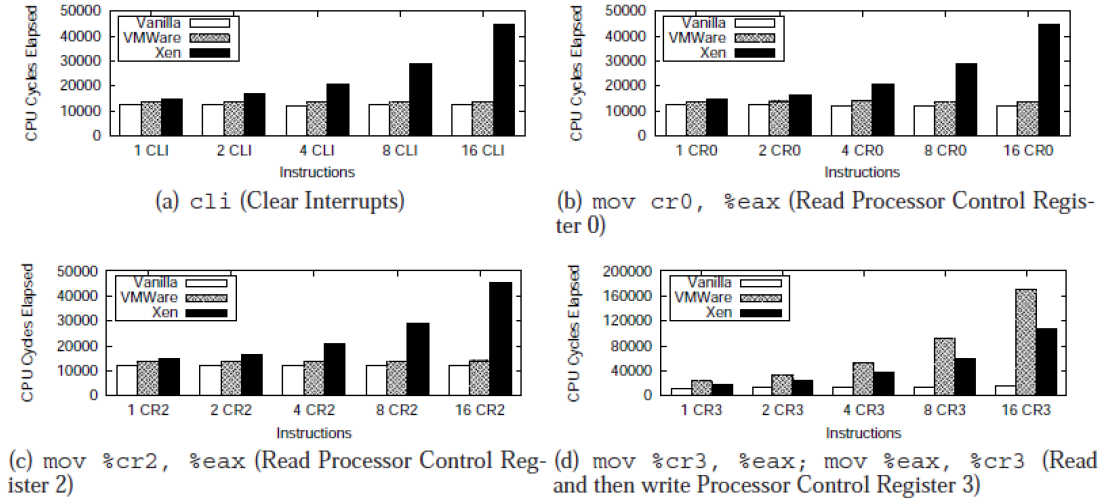 50000
40000
30000
20000
10000
0
CPU Cycles Elapsed
Vanilla
VMWare
Xen
1 CLI 2 CLI 4 CLI 8 CLI 16 CLI
Instructions
(a) cli (Clear Interrupts)
50000
40000
30000
20000
10000
0
CPU Cycles Elapsed
Vanilla
VMWare
Xen
1 CR0 2 CR0 4 CR0 8 CR0 16 CR0
Instructions
(b) mov cr0, %eax (Read Processor Control Regis-
ter 0)
50000
40000
30000
20000
10000
0
CPU Cycles Elapsed
Vanilla
VMWare
Xen
1 CR2 2 CR2 4 CR2 8 CR2 16 CR2
Instructions
(c) mov %cr2, %eax (Read Processor Control Reg-
ister 2)
200000
160000
120000
80000
40000
0
CPU Cycles Elapsed
Vanilla
VMWare
Xen
1 CR3 2 CR3 4 CR3 8 CR3 16 CR3
Instructions
(d) mov %cr3, %eax; mov %eax, %cr3 (Read
and then write Processor Control Register 3)